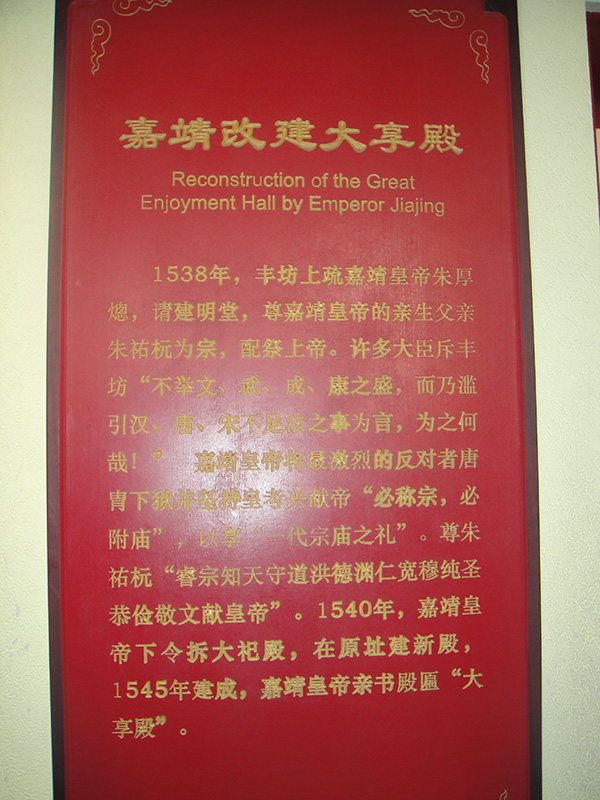 嘉靖改建大享殿
Reconstruction of the Great
Enjoyment Hall by Emperor Jiajing
1538年，丰坊上疏嘉靖皇帝朱厚
熜，请建明堂，尊嘉靖皇帝的亲生父亲
朱祐杬为宗，配祭上帝。许多大臣斥丰
坊“不举文、武、成、康之盛，而乃滥
引汉、唐、宋不足法之事为言，为之何
哉！” 嘉靖皇帝将最激烈的反对者唐
胄下狱并坚持皇考兴献帝“必称宗，必
附庙”，以享“一代宗庙之礼”。尊朱
祐杬“睿宗知天守道洪德渊仁宽穆纯圣
恭俭敬文献皇帝”。1540年，嘉靖皇
帝下令拆大祀殿，在原址建新殿，
1545年建成，嘉靖皇帝亲书殿匾“大
享殿”。